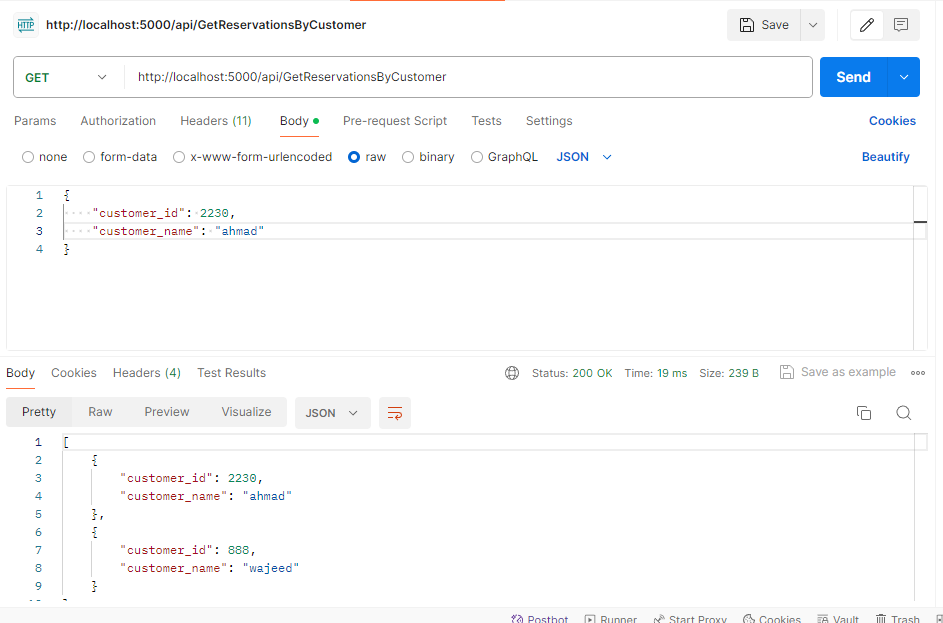 HTTP http://localhost:5000/api/GetReservationsByCustomer Save
GET http://localhost:5000/api/GetReservationsByCustomer Send
Params Authorization Headers (11) Body Pre-request Script Tests Settings Cookies
none form-data x-www-form-urlencoded raw binary GraphQL JSON Beautify
1 {
2 "customer_id": 2230,
3 "customer_name": "ahmad"
4 }
Body Cookies Headers (4) Test Results Status: 200 OK Time: 19 ms Size: 239 B Save as example
Pretty Raw Preview Visualize JSON
1 [
2 {
3 "customer_id": 2230,
4 "customer_name": "ahmad"
5 },
6 {
7 "customer_id": 888,
8 "customer_name": "wajeed"
9 }
Postbot Runner Start Proxy Cookies Vault Trash